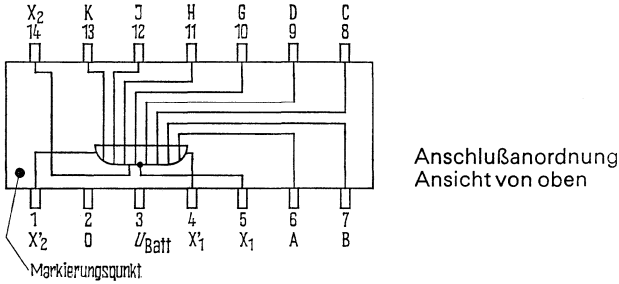 X2 K J H G D C
14 13 12 11 10 9 8
Anschlußanordnung
Ansicht von oben
1 2 3 4 5 6 7
X'2 0 UBatt X'1 X1 A B
Markierungspunkt